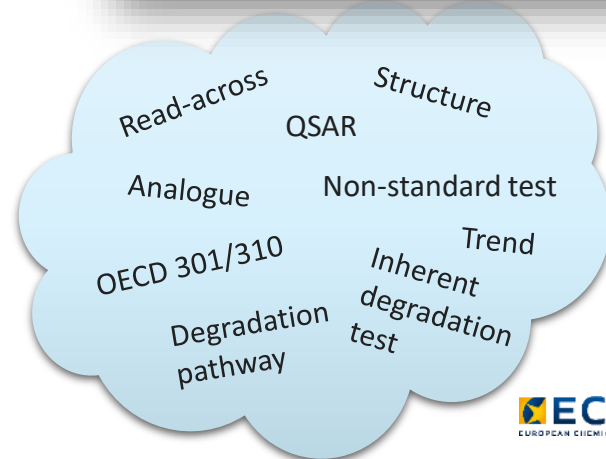 Read-across
Structure
QSAR
Analogue
Non-standard test
Trend
OECD 301/310
Inherent
degradation
test
Degradation
pathway
EC
EUROPEAN CHEMI